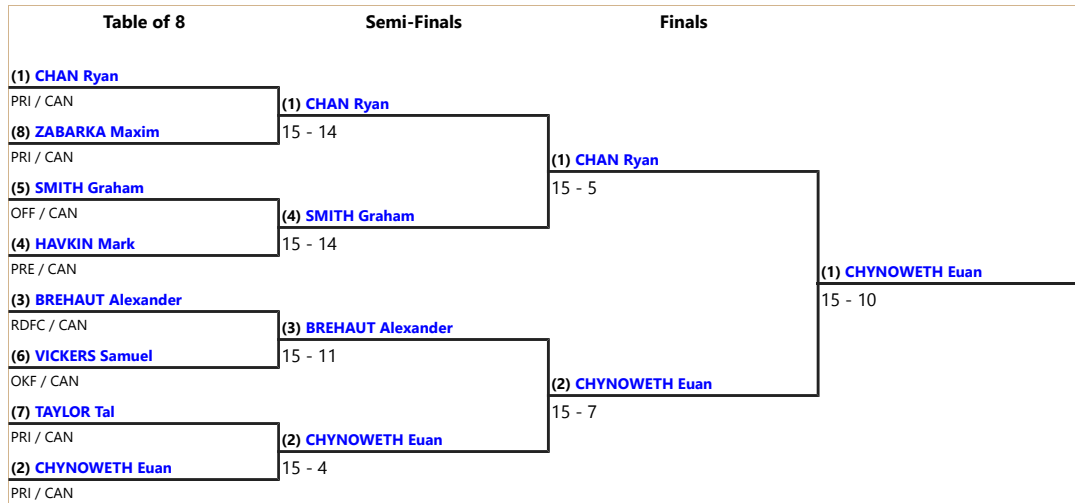 Table of 8
Semi-Finals
Finals
(1) CHAN Ryan
PRI / CAN
(8) ZABARKA Maxim
PRI / CAN
(5) SMITH Graham
OFF / CAN
(4) HAVKIN Mark
PRE / CAN
(3) BREHAUT Alexander
RDFC / CAN
(6) VICKERS Samuel
OKF / CAN
(7) TAYLOR Tal
PRI / CAN
(2) CHYNOWETH Euan
PRI / CAN
(1) CHAN Ryan
15 - 14
(4) SMITH Graham
15 - 14
(3) BREHAUT Alexander
15 - 11
(2) CHYNOWETH Euan
15 - 4
(1) CHAN Ryan
15 - 5
(2) CHYNOWETH Euan
15 - 7
(1) CHYNOWETH Euan
15 - 10